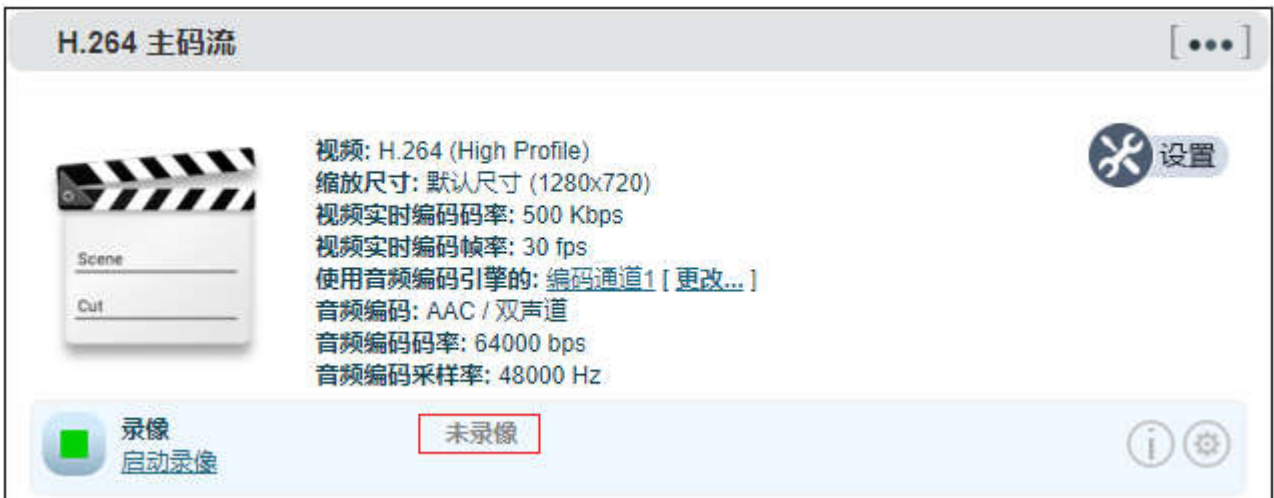 H.264 主码流
[•••]
设置
视频: H.264 (High Profile)
缩放尺寸: 默认尺寸 (1280x720)
视频实时编码码率: 500 Kbps
视频实时编码帧率: 30 fps
使用音频编码引擎的: 编码通道1 [ 更改... ]
音频编码: AAC / 双声道
音频编码码率: 64000 bps
音频编码采样率: 48000 Hz
Scene
Cut
录像
启动录像
未录像